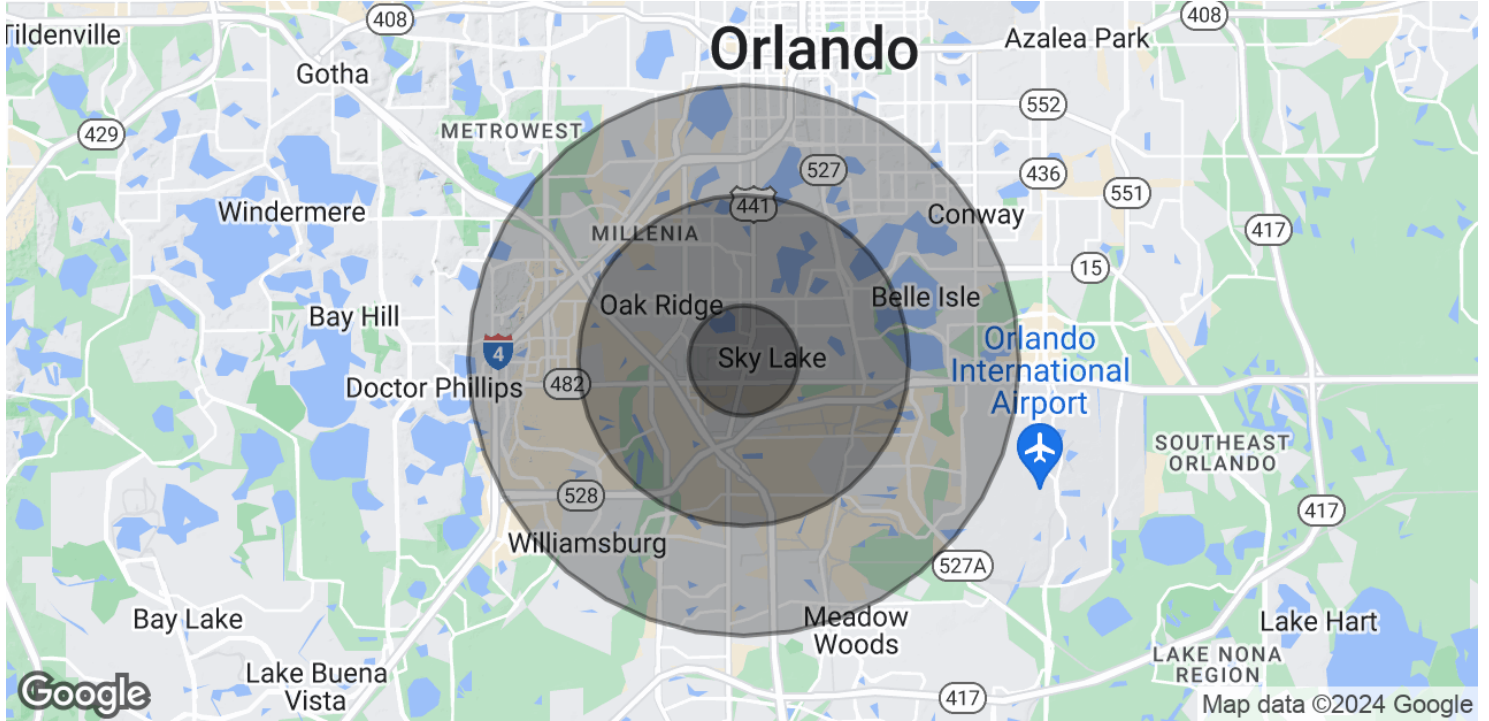 408
408
Tildenville
Orlando
Azalea Park
Gotha
552
429
METROWEST
527
436
551
Windermere
441
Conway
MILLENIA
417
15
Oak Ridge
Belle Isle
Bay Hill
4
Sky Lake
Orlando
International
Airport
Doctor Phillips
482
SOUTHEAST
ORLANDO
528
417
Williamsburg
527A
Bay Lake
Meadow
Woods
Lake Hart
LAKE NONA
REGION
Lake Buena
Vista
417
Google
Map data ©2024 Google